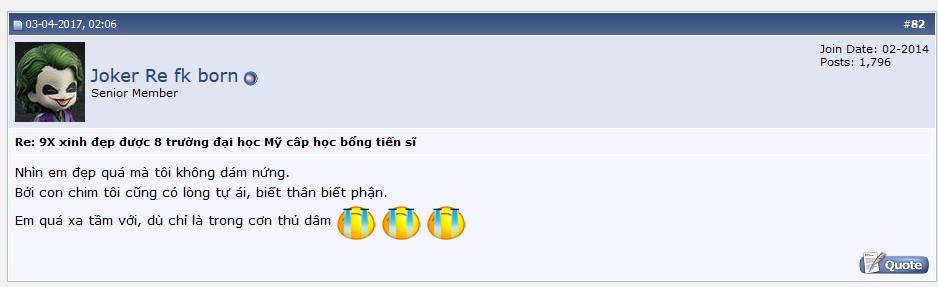 03-04-2017, 02:06
#82
Joker Re fk born
Senior Member
Join Date: 02-2014
Posts: 1,796
Re: 9X xinh đẹp được 8 trường đại học Mỹ cấp học bổng tiến sĩ
Nhìn em đẹp quá mà tôi không dám nứng.
Bởi con chim tôi cũng có lòng tự ái, biết thân biết phận.
Em quá xa tầm với, dù chỉ là trong cơn thủ dâm
Quote